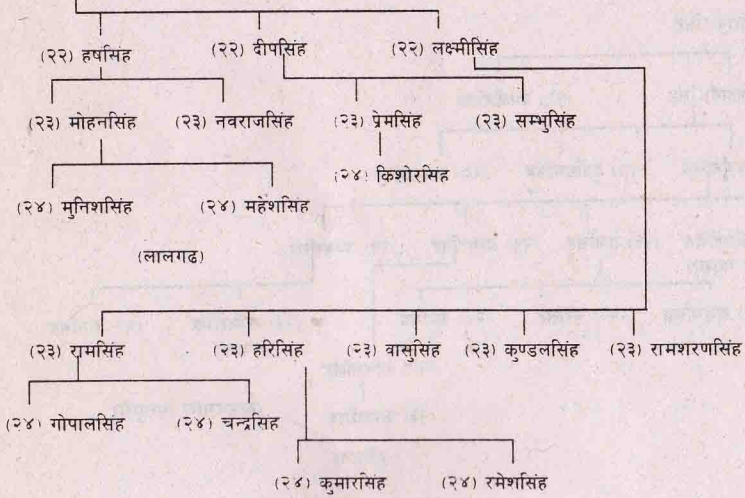 (२२) हर्षसिंह (२२) दीपसिंह (२२) लक्ष्मीसिंह
(२३) मोहनसिंह (२३) नवराजसिंह (२३) प्रेमसिंह (२३) सम्भुसिंह
(२४) किशोरसिंह
(२४) मुनिशसिंह (२४) महेशसिंह
(लालगढ)
(२३) रामसिंह (२३) हरिसिंह (२३) वासुसिंह (२३) कुण्डलसिंह (२३) रामशरणसिंह
(२४) गोपालसिंह (२४) चन्द्रसिंह
(२४) कुमारसिंह (२४) रमेशसिंह